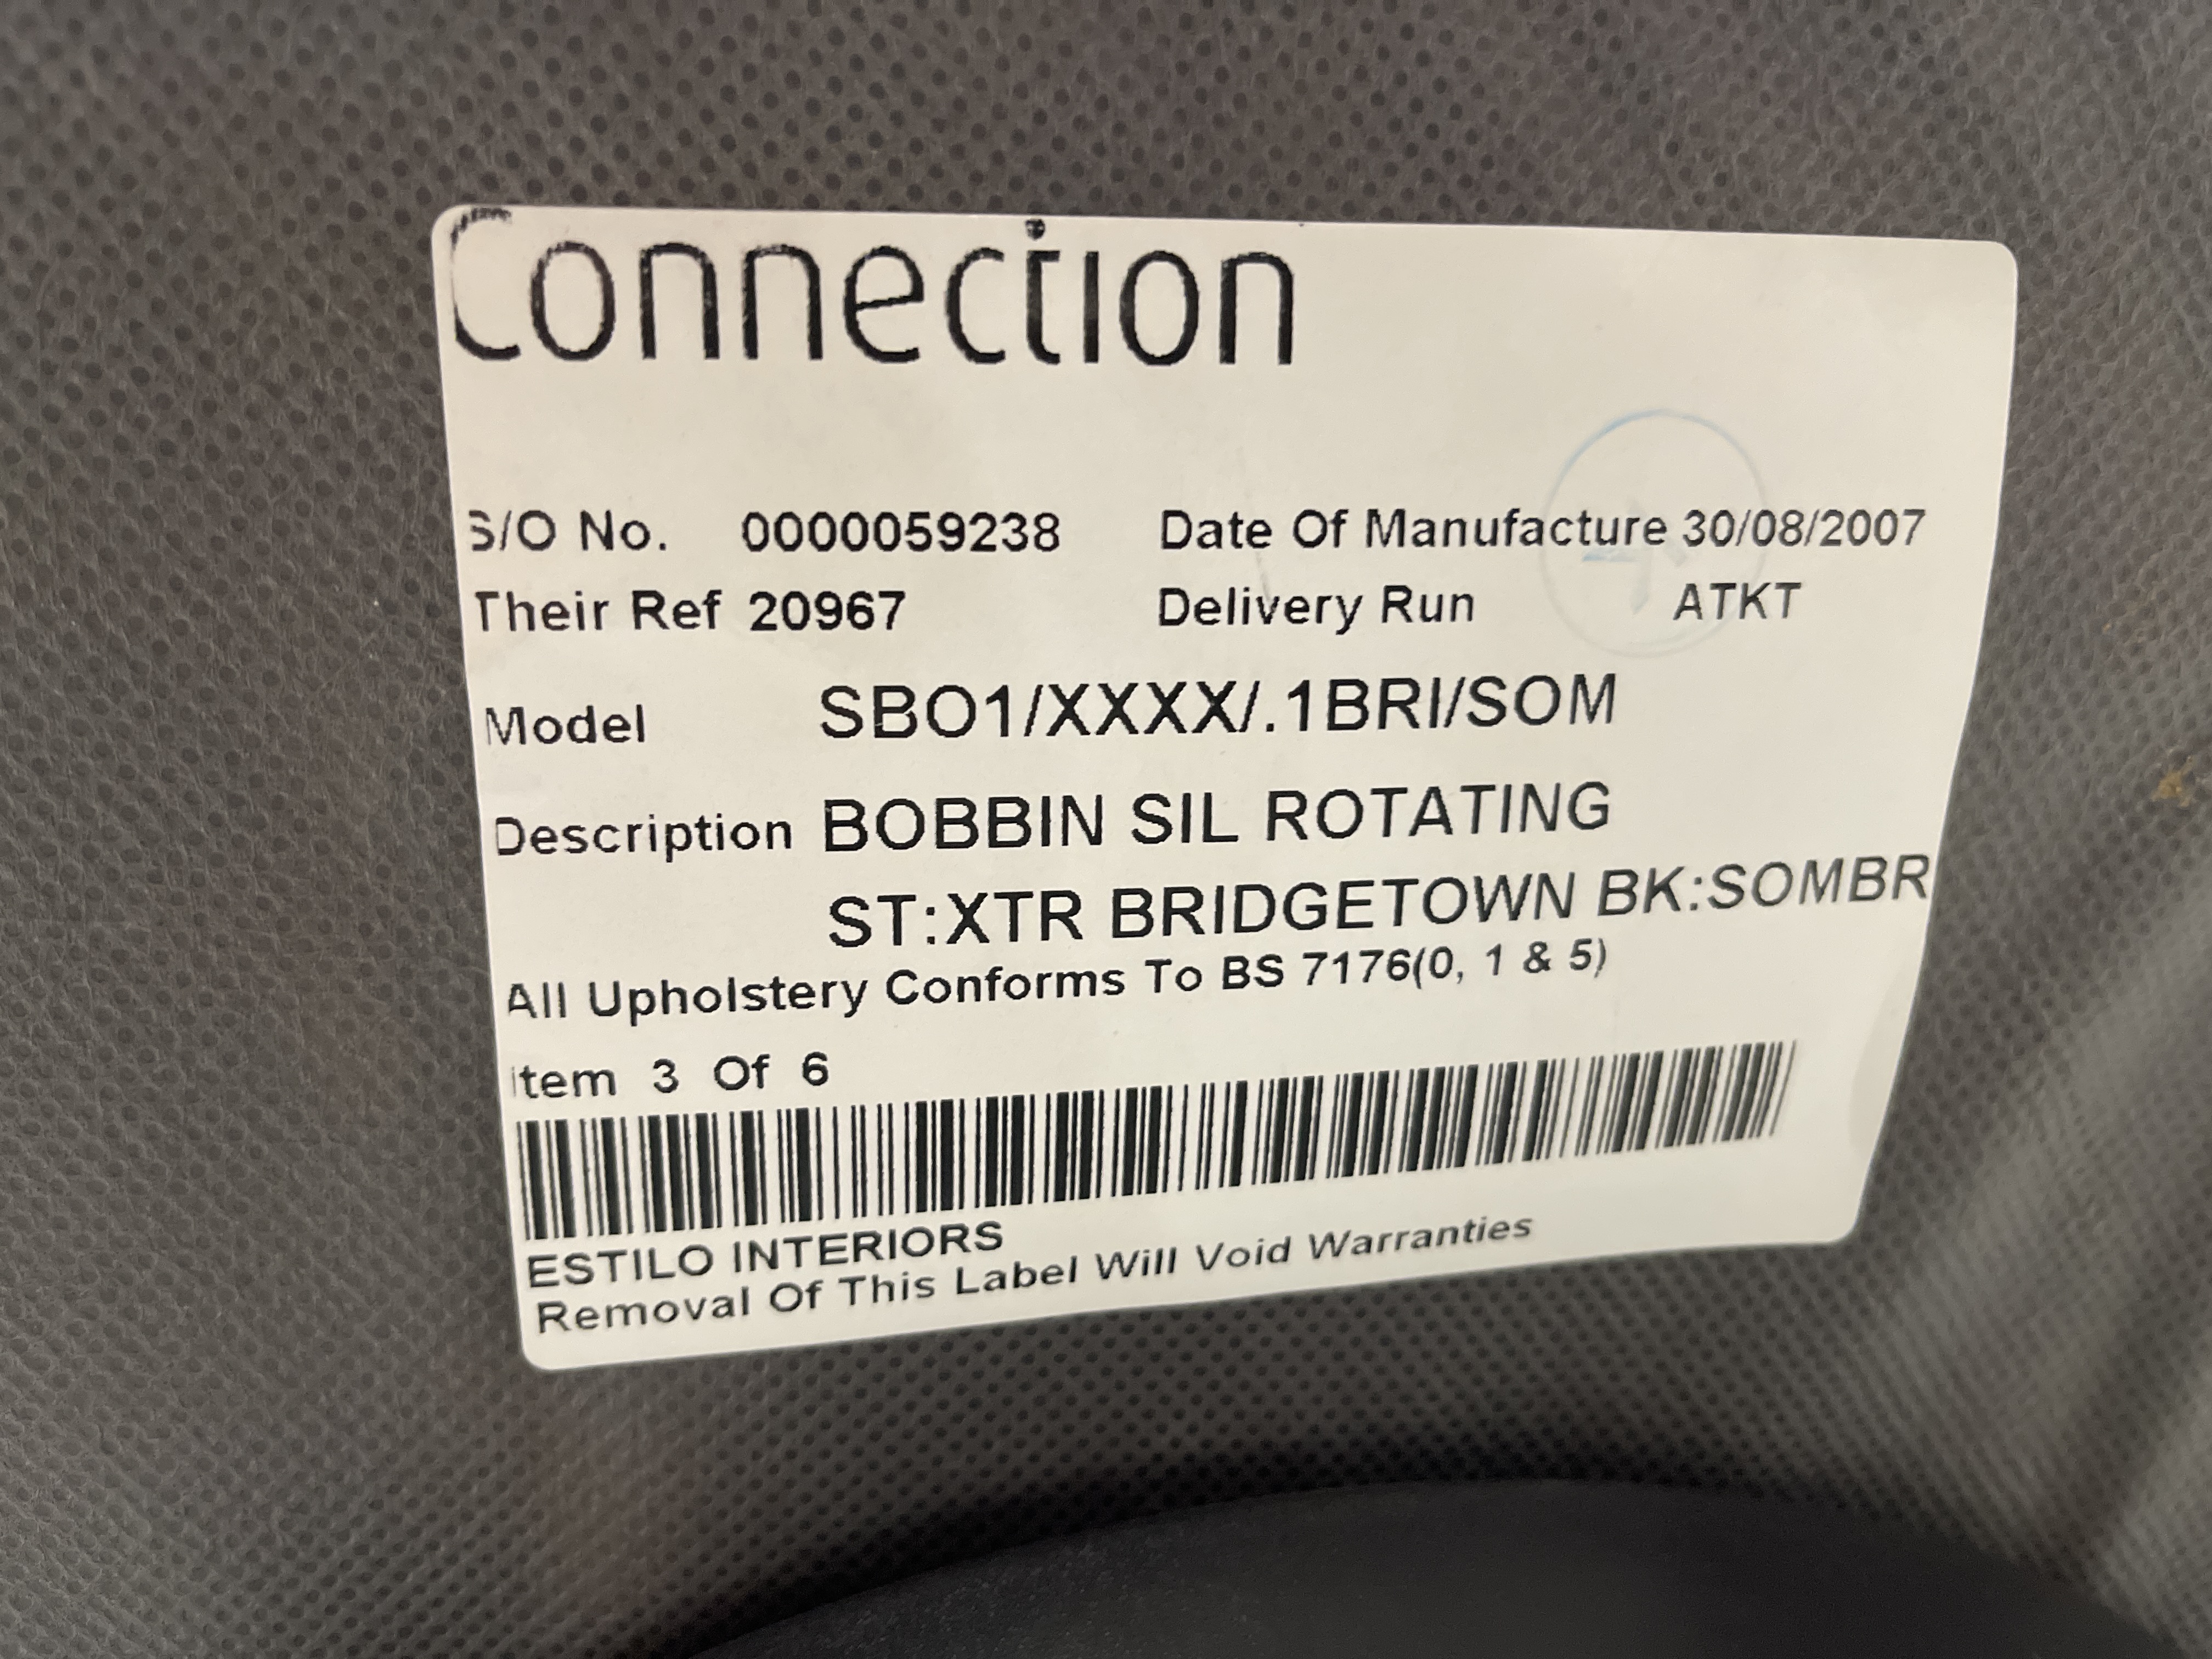 Connection
S/O No. 0000059238 Date Of Manufacture 30/08/2007
Their Ref 20967 Delivery Run ATKT
Model SBO1/XXXX/.1BRI/SOM
Description BOBBIN SIL ROTATING
ST:XTR BRIDGETOWN BK:SOMBR
All Upholstery Conforms To BS 7176(0, 1 & 5)
Item 3 Of 6
ESTILO INTERIORS
Removal Of This Label Will Void Warranties